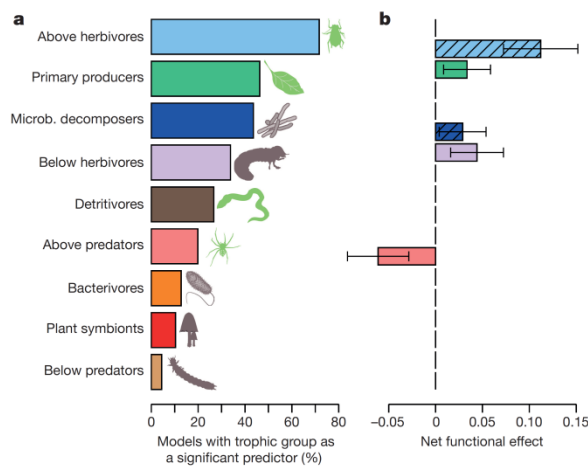 a
Above herbivores
Primary producers
Microb. decomposers
Below herbivores
Detritivores
Above predators
Bacterivores
Plant symbionts
Below predators
0 20 40 60 80
Models with trophic group as
a significant predictor (%)
b
−0.05 0 0.05 0.10 0.15
Net functional effect